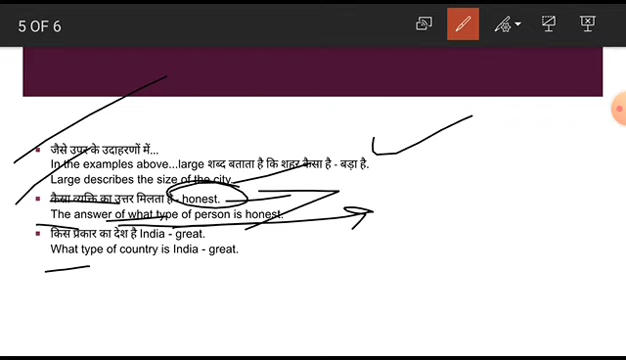 5 OF 6
जैसे उपर के उदाहरणों में...
In the examples above...large शब्द बताता है कि शहर कैसा है - बड़ा है.
Large describes the size of the city.
कैसा व्यक्ति का उत्तर मिलता है - honest.
The answer of what type of person is honest.
किस प्रकार का देश है India - great.
What type of country is India - great.